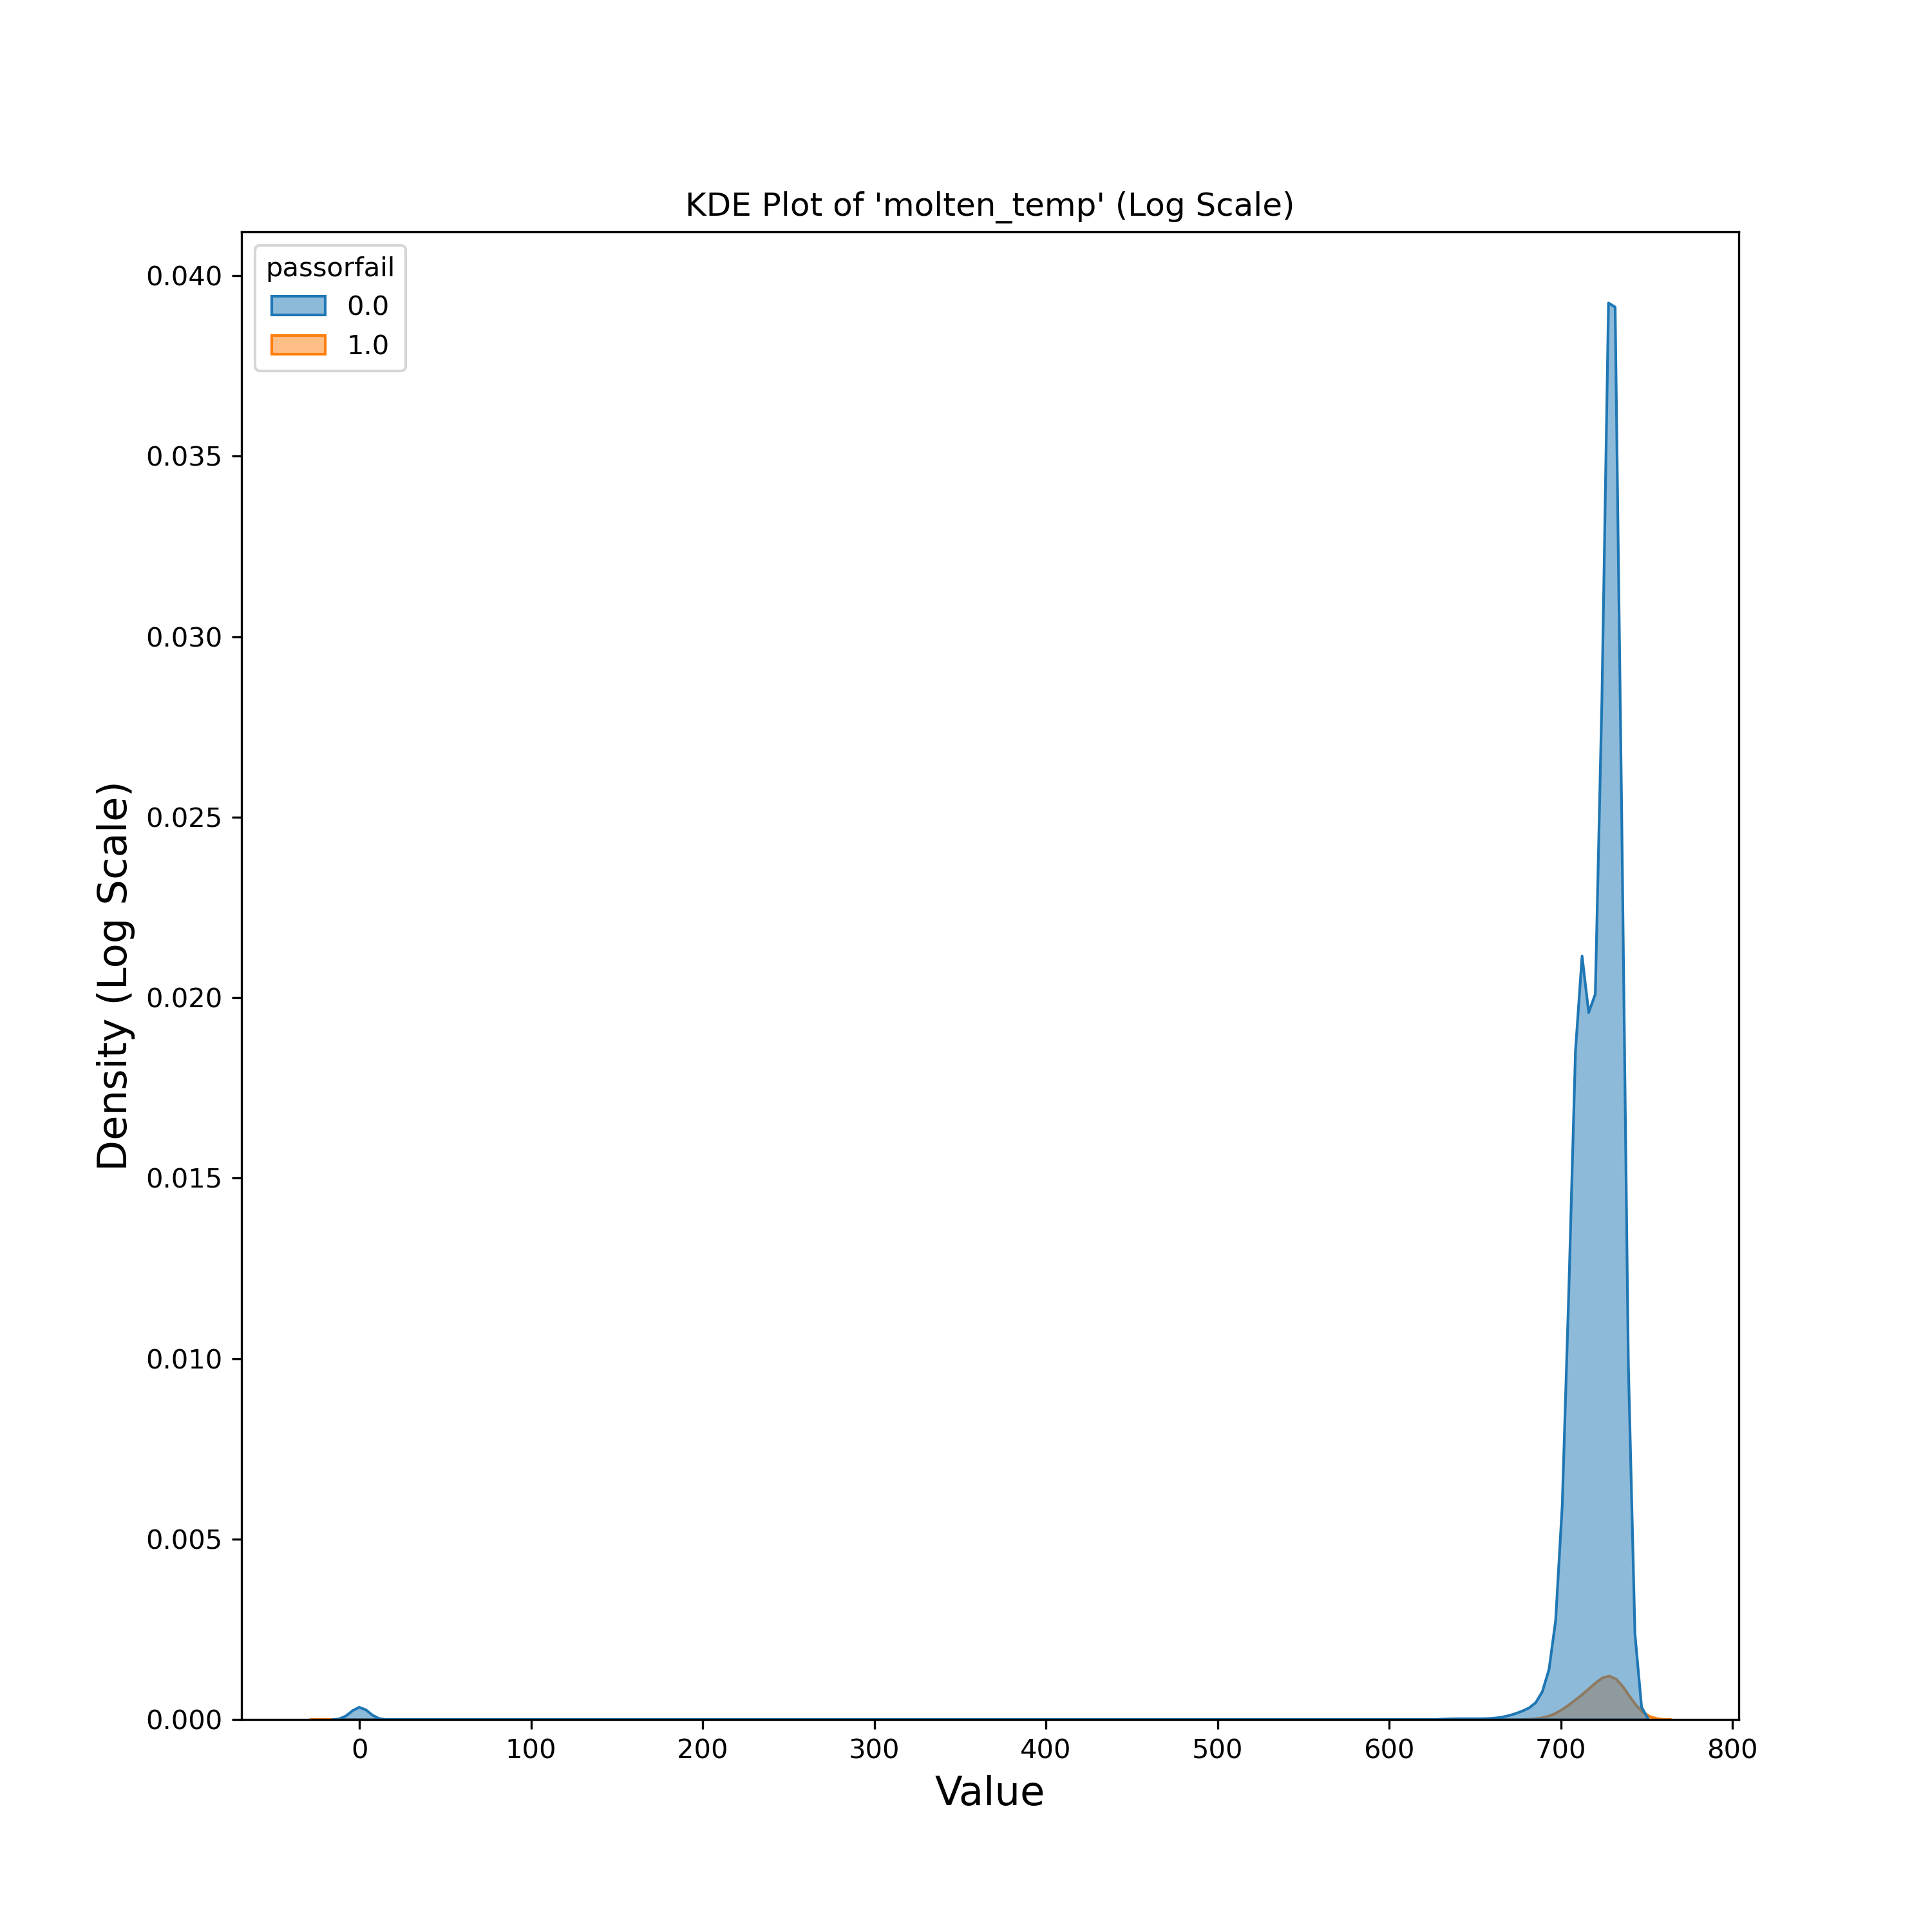 KDE Plot of 'molten_temp' (Log Scale)
passorfail
0.0
1.0
0.040
0.035
0.030
0.025
0.020
0.015
0.010
0.005
0.000
Density (Log Scale)
0 100 200 300 400 500 600 700 800
Value